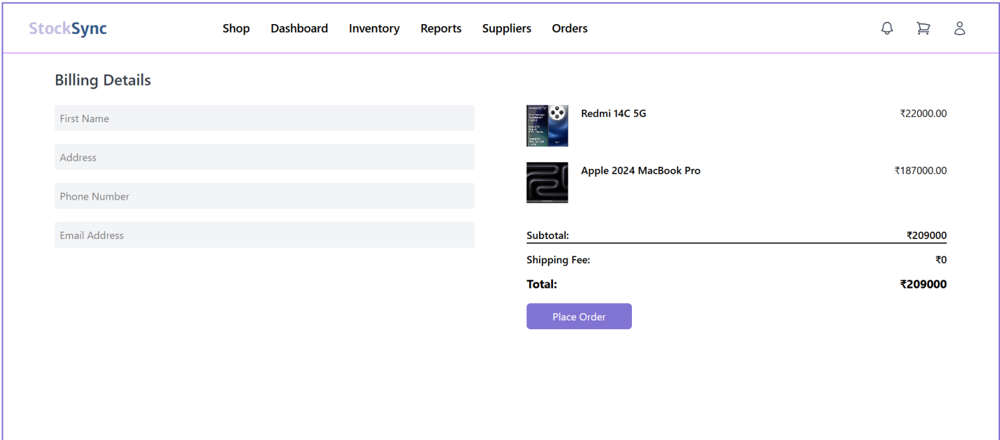 StockSync
Shop Dashboard Inventory Reports Suppliers Orders
Billing Details
First Name
Address
Phone Number
Email Address
Redmi 14C 5G ₹22000.00
Apple 2024 MacBook Pro ₹187000.00
Subtotal: ₹209000
Shipping Fee: ₹0
Total: ₹209000
Place Order